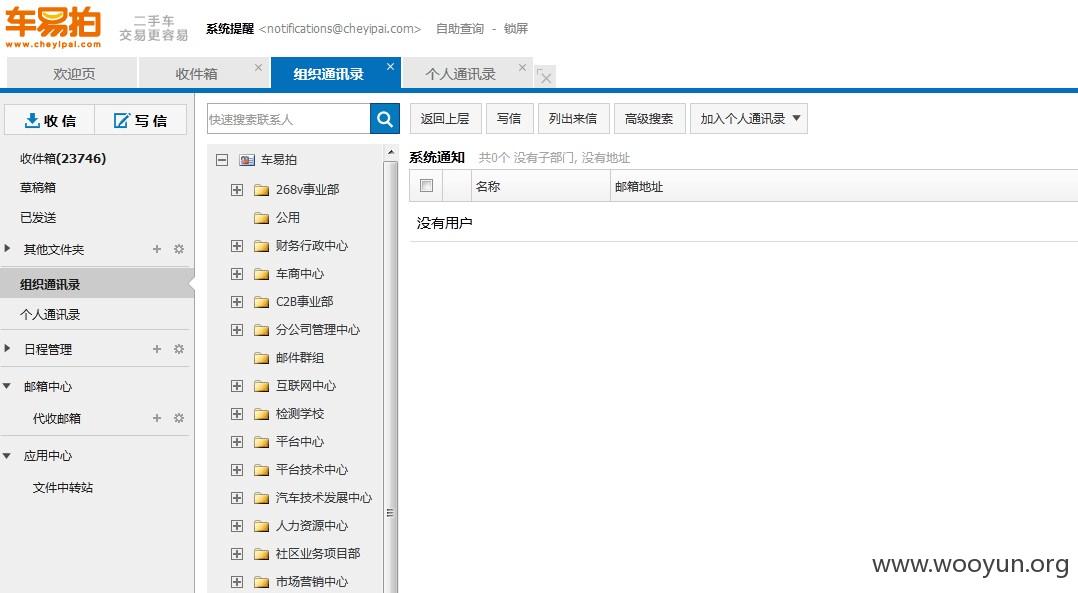 车易拍
www.cheyipai.com
二手车
交易更容易
系统提醒 <notifications@cheyipai.com> 自助查询 - 锁屏
欢迎页 收件箱 组织通讯录 个人通讯录
收 信 写 信
收件箱(23746)
草稿箱
已发送
其他文件夹
组织通讯录
个人通讯录
日程管理
邮箱中心
代收邮箱
应用中心
文件中转站
快速搜索联系人
车易拍
268v事业部
公用
财务行政中心
车商中心
C2B事业部
分公司管理中心
邮件群组
互联网中心
检测学校
平台中心
平台技术中心
汽车技术发展中心
人力资源中心
社区业务项目部
市场营销中心
返回上层 写信 列出来信 高级搜索 加入个人通讯录
系统通知 共0个 没有子部门, 没有地址
名称 邮箱地址
没有用户
www.wooyun.org